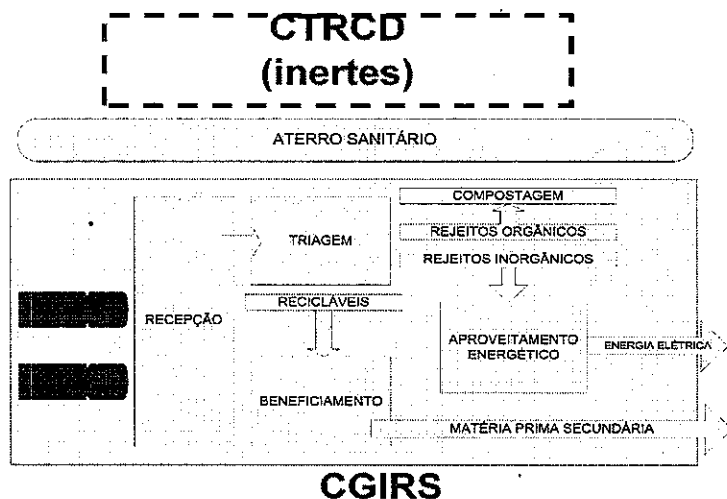 CTRCD
(inertes)
ATERRO SANITÁRIO
COMPOSTAGEM
TRIAGEM
REJEITOS ORGÂNICOS
REJEITOS INORGÂNICOS
RECICLÁVEIS
RECEPÇÃO
APROVEITAMENTO
ENERGÉTICO
ENERGIA ELÉTRICA
BENEFICIAMENTO
MATÉRIA PRIMA SECUNDÁRIA
CGIRS